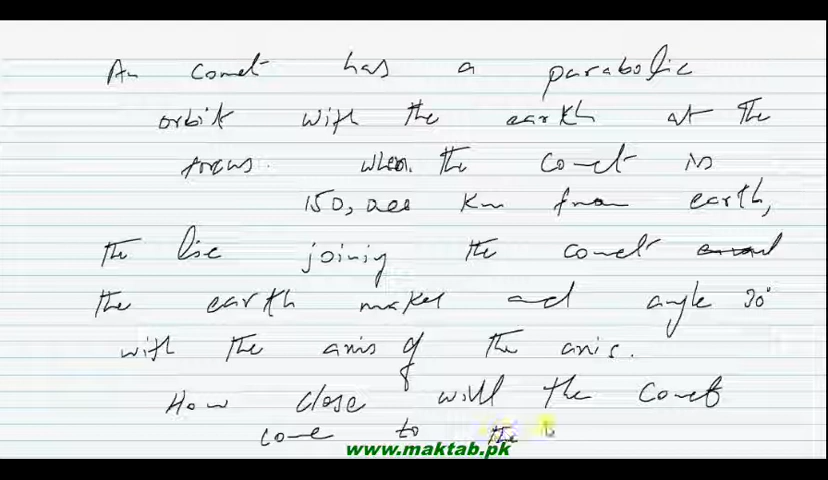 An comet has a parabolic
orbit with the earth at the
focus. when the comet is
150,000 km from earth,
the line joining the comet and
the earth makes and angle 30°
with the axis of the axis.
How close will the comet
come to the
www.maktab.pk